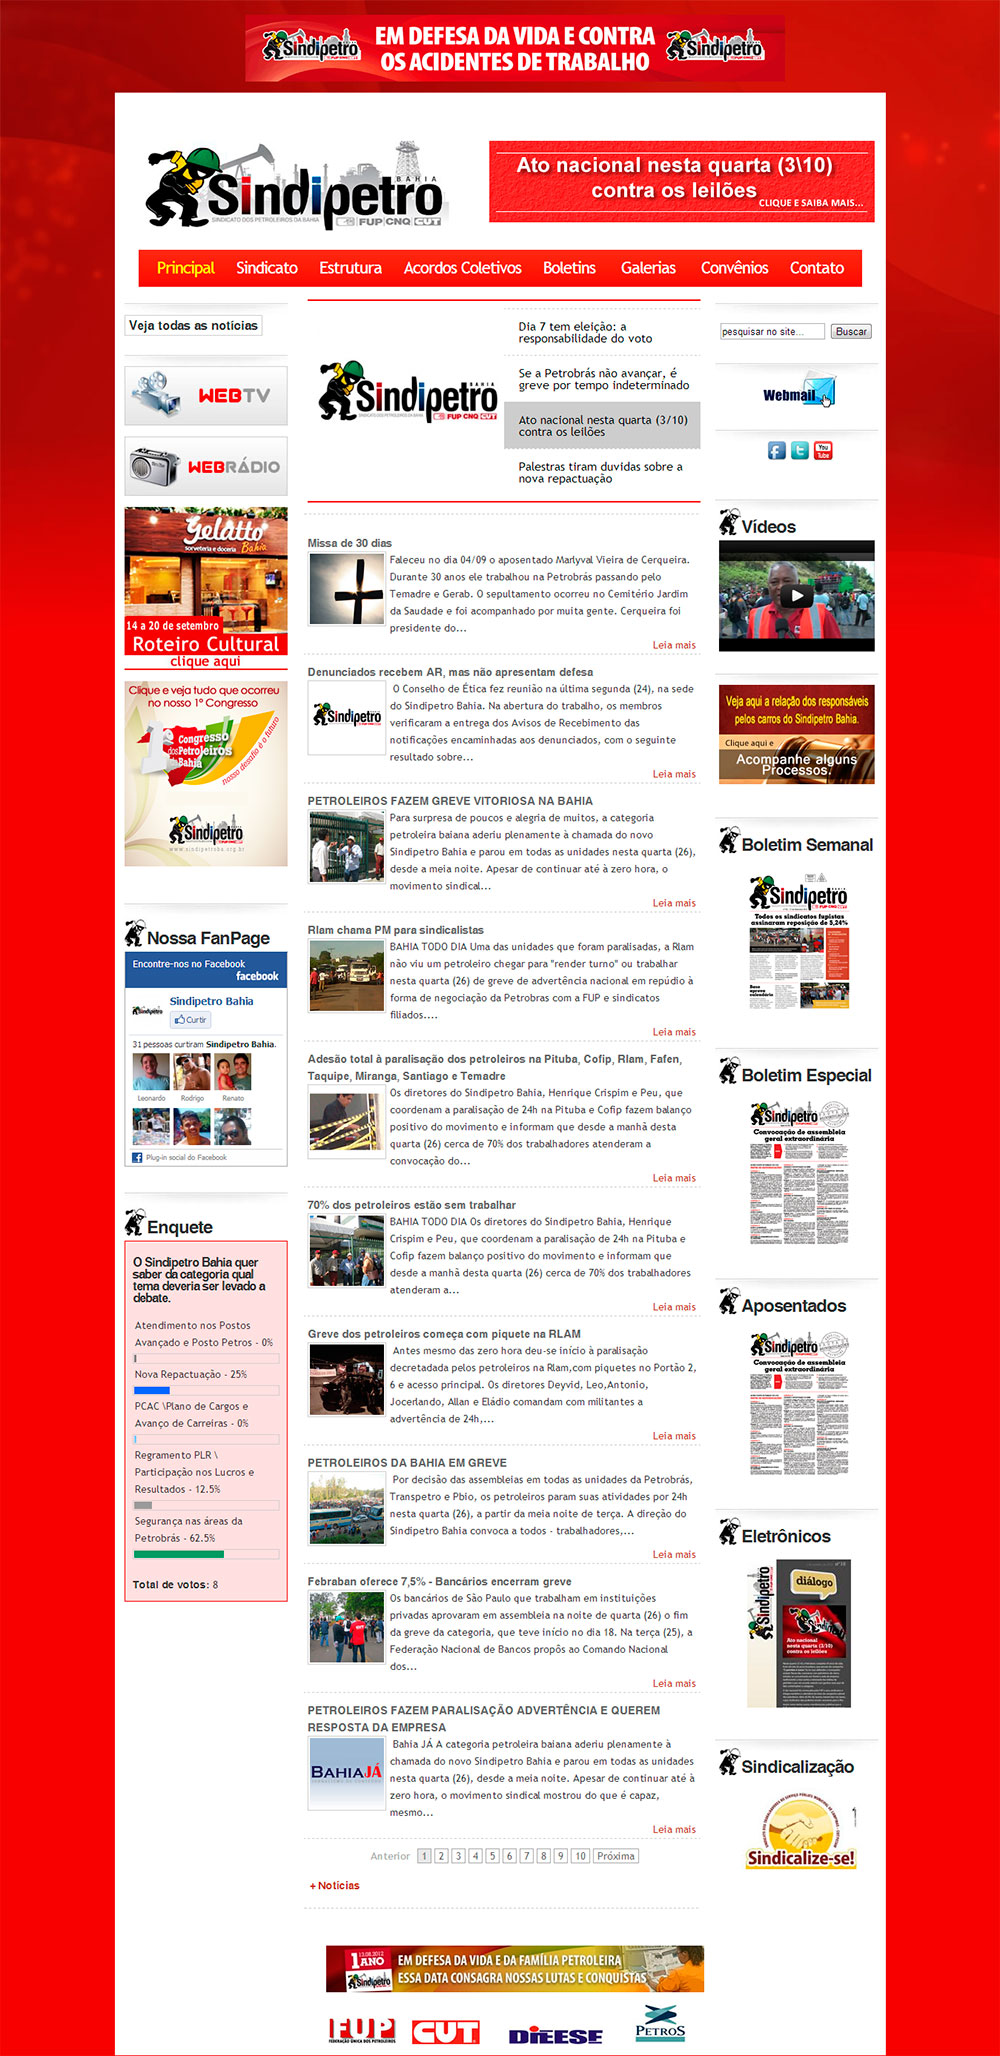 Sindipetro
EM DEFESA DA VIDA E CONTRA
OS ACIDENTES DE TRABALHO
Sindipetro
BAHIA
Sindipetro
SINDICATO DOS PETROLEIROS DA BAHIA
FUP CNQ CUT
Ato nacional nesta quarta (3\10)
contra os leilões
CLIQUE E SAIBA MAIS...
Principal Sindicato Estrutura Acordos Coletivos Boletins Galerias Convênios Contato
Veja todas as notícias
WEBTV
WEBRÁDIO
Gelatto
Bahia
sorveteria e doceria
14 a 20 de setembro
Roteiro Cultural
clique aqui
Clique e veja tudo que ocorreu
no nosso 1º Congresso
1º Congresso
dos Petroleiros
da Bahia
nosso desafio é o futuro
Sindipetro
www.sindipetroba.org.br
Nossa FanPage
Encontre-nos no Facebook
facebook
Sindipetro Bahia
Curtir
31 pessoas curtiram Sindipetro Bahia.
Leonardo Rodrigo Renato
Plug-in social do Facebook
Enquete
O Sindipetro Bahia quer
saber da categoria qual
tema deveria ser levado a
debate.
Atendimento nos Postos
Avançado e Posto Petros - 0%
Nova Repactuação - 25%
PCAC \Plano de Cargos e
Avanço de Carreiras - 0%
Regramento PLR \
Participação nos Lucros e
Resultados - 12.5%
Segurança nas áreas da
Petrobrás - 62.5%
Total de votos: 8
BAHIA
Sindipetro
FUP CNQ CUT
Dia 7 tem eleição: a
responsabilidade do voto
Se a Petrobrás não avançar, é
greve por tempo indeterminado
Ato nacional nesta quarta (3/10)
contra os leilões
Palestras tiram duvidas sobre a
nova repactuação
Missa de 30 dias
Faleceu no dia 04/09 o aposentado Marlyval Vieira de Cerqueira.
Durante 30 anos ele trabalhou na Petrobrás passando pelo
Temadre e Gerab. O sepultamento ocorreu no Cemitério Jardim
da Saudade e foi acompanhado por muita gente. Cerqueira foi
presidente do...
Leia mais
Denunciados recebem AR, mas não apresentam defesa
Sindipetro
O Conselho de Ética fez reunião na última segunda (24), na sede
do Sindipetro Bahia. Na abertura do trabalho, os membros
verificaram a entrega dos Avisos de Recebimento das
notificações encaminhadas aos denunciados, com o seguinte
resultado sobre...
Leia mais
PETROLEIROS FAZEM GREVE VITORIOSA NA BAHIA
Para surpresa de poucos e alegria de muitos, a categoria
petroleira baiana aderiu plenamente à chamada do novo
Sindipetro Bahia e parou em todas as unidades nesta quarta (26),
desde a meia noite. Apesar de continuar até à zero hora, o
movimento sindical...
Leia mais
Rlam chama PM para sindicalistas
BAHIA TODO DIA Uma das unidades que foram paralisadas, a Rlam
não viu um petroleiro chegar para "render turno" ou trabalhar
nesta quarta (26) de greve de advertência nacional em repúdio à
forma de negociação da Petrobras com a FUP e sindicatos
filiados....
Leia mais
Adesão total à paralisação dos petroleiros na Pituba, Cofip, Rlam, Fafen,
Taquipe, Miranga, Santiago e Temadre
Os diretores do Sindipetro Bahia, Henrique Crispim e Peu, que
coordenam a paralisação de 24h na Pituba e Cofip fazem balanço
positivo do movimento e informam que desde a manhã desta
quarta (26) cerca de 70% dos trabalhadores atenderam a
convocação do...
Leia mais
70% dos petroleiros estão sem trabalhar
BAHIA TODO DIA Os diretores do Sindipetro Bahia, Henrique
Crispim e Peu, que coordenam a paralisação de 24h na Pituba e
Cofip fazem balanço positivo do movimento e informam que
desde a manhã desta quarta (26) cerca de 70% dos trabalhadores
atenderam a...
Leia mais
Greve dos petroleiros começa com piquete na RLAM
Antes mesmo das zero hora deu-se início à paralisação
decretadada pelos petroleiros na Rlam,com piquetes no Portão 2,
6 e acesso principal. Os diretores Deyvid, Leo,Antonio,
Jocerlando, Allan e Eládio comandam com militantes a
advertência de 24h,...
Leia mais
PETROLEIROS DA BAHIA EM GREVE
Por decisão das assembleias em todas as unidades da Petrobrás,
Transpetro e Pbio, os petroleiros param suas atividades por 24h
nesta quarta (26), a partir da meia noite de terça. A direção do
Sindipetro Bahia convoca a todos - trabalhadores,...
Leia mais
Febraban oferece 7,5% - Bancários encerram greve
Os bancários de São Paulo que trabalham em instituições
privadas aprovaram em assembleia na noite de quarta (26) o fim
da greve da categoria, que teve início no dia 18. Na terça (25), a
Federação Nacional de Bancos propôs ao Comando Nacional
dos...
Leia mais
PETROLEIROS FAZEM PARALISAÇÃO ADVERTÊNCIA E QUEREM
RESPOSTA DA EMPRESA
BAHIAJÁ
Bahia JÁ A categoria petroleira baiana aderiu plenamente à
chamada do novo Sindipetro Bahia e parou em todas as unidades
nesta quarta (26), desde a meia noite. Apesar de continuar até à
zero hora, o movimento sindical mostrou do que é capaz,
mesmo...
Leia mais
Anterior 1 2 3 4 5 6 7 8 9 10 Próxima
+ Notícias
pesquisar no site... Buscar
Webmail
You
Tube
Vídeos
Veja aqui a relação dos responsáveis
pelos carros do Sindipetro Bahia.
Clique aqui e
Acompanhe alguns
Processos.
Boletim Semanal
Sindipetro
Todos os sindicatos fupistas
assinaram reposição de 5,24%
Boletim Especial
Sindipetro
Convocação de assembleia
geral extraordinária
Aposentados
Sindipetro
Convocação de assembleia
geral extraordinária
Eletrônicos
Sindipetro
diálogo
Ato nacional
nesta quarta (3/10)
contra os leilões
Sindicalização
Sindicalize-se!
13.08.2012
1 ANO
Sindipetro
EM DEFESA DA VIDA E DA FAMÍLIA PETROLEIRA
ESSA DATA CONSAGRA NOSSAS LUTAS E CONQUISTAS
FUP
FEDERAÇÃO ÚNICA DOS PETROLEIROS
CUT
DIEESE
PETROS